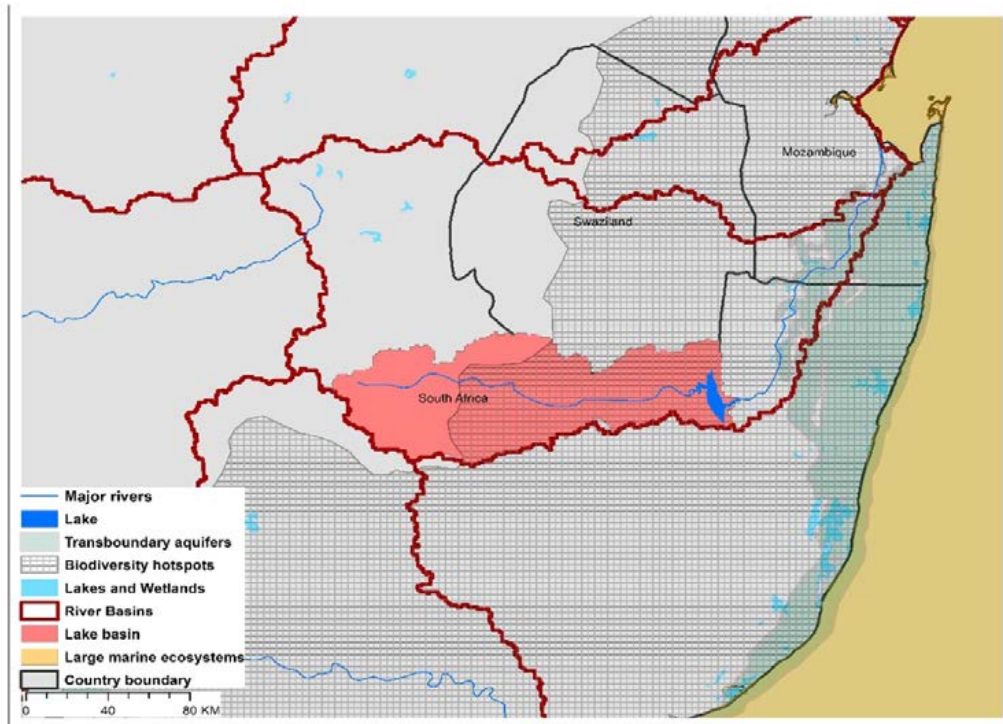 Mozambique
Swaziland
South Africa
Major rivers
Lake
Transboundary aquifers
Biodiversity hotspots
Lakes and Wetlands
River Basins
Lake basin
Large marine ecosystems
Country boundary
0 40 80 KM